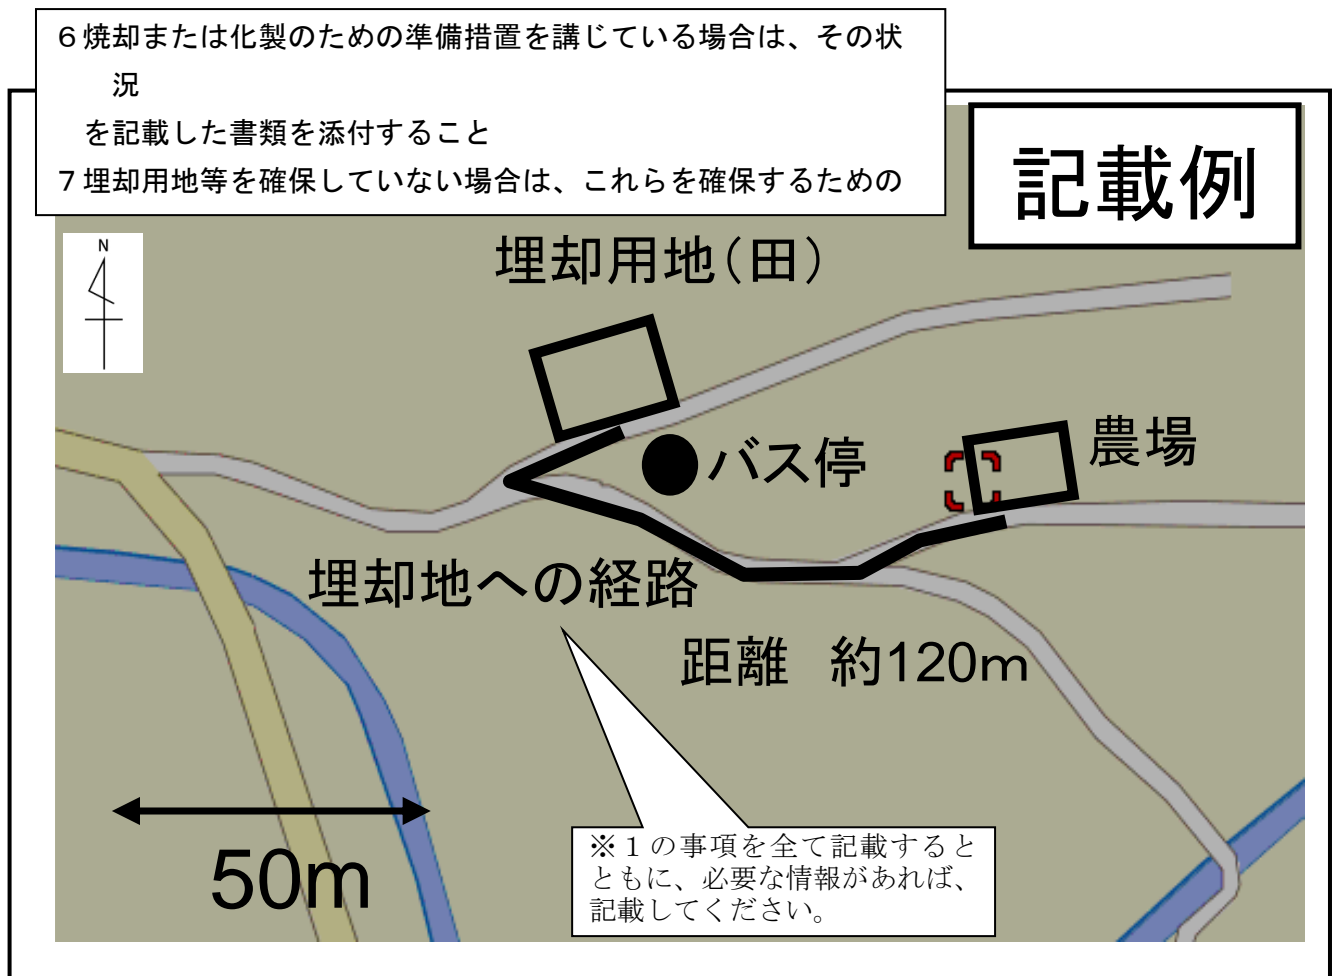 ６焼却または化製のための準備措置を講じている場合は、その状
況
を記載した書類を添付すること
７埋却用地等を確保していない場合は、これらを確保するための
記載例
N
埋却用地（田）
農場
バス停
埋却地への経路
距離　約120ｍ
50m
※１の事項を全て記載すると
ともに、必要な情報があれば、
記載してください。